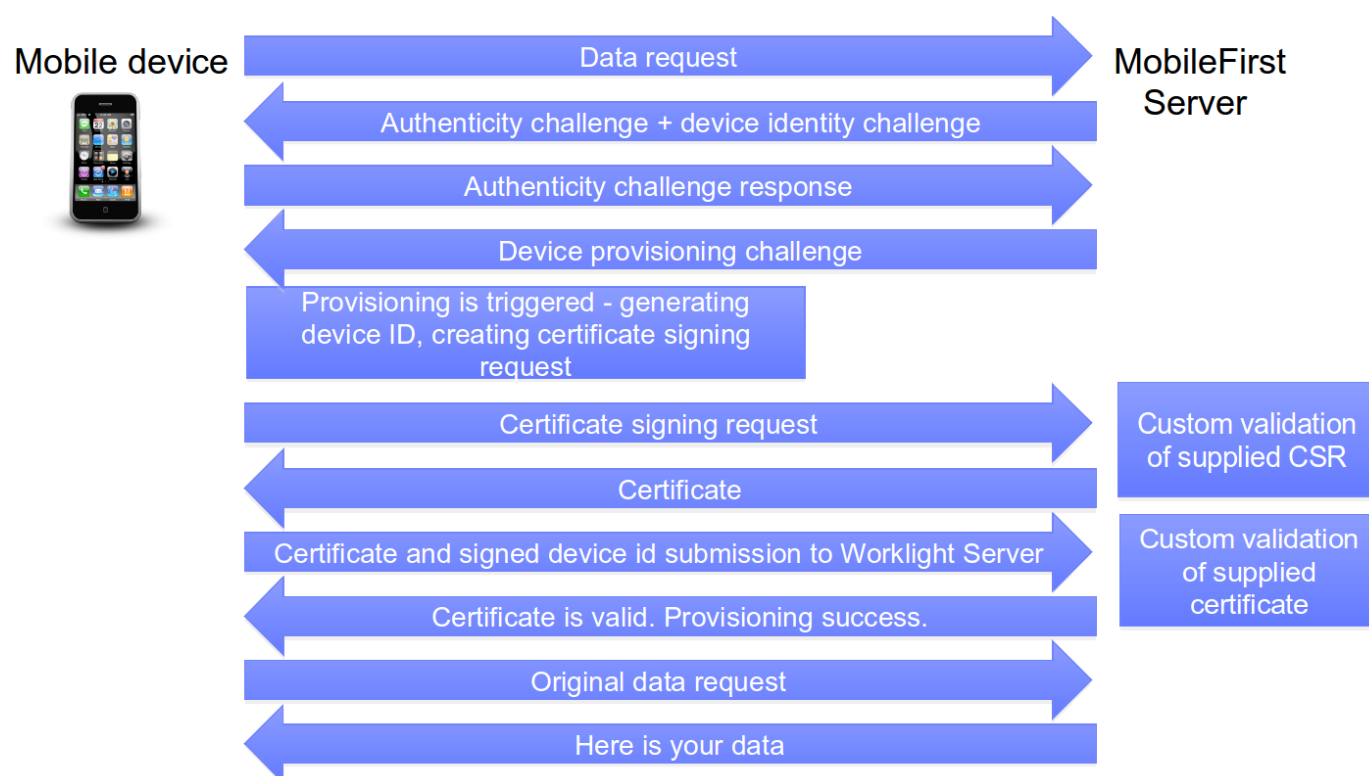 Mobile device
MobileFirst
Server
Data request
Authenticity challenge + device identity challenge
Authenticity challenge response
Device provisioning challenge
Provisioning is triggered - generating
device ID, creating certificate signing
request
Certificate signing request
Custom validation
of supplied CSR
Certificate
Certificate and signed device id submission to Worklight Server
Custom validation
of supplied
certificate
Certificate is valid. Provisioning success.
Original data request
Here is your data